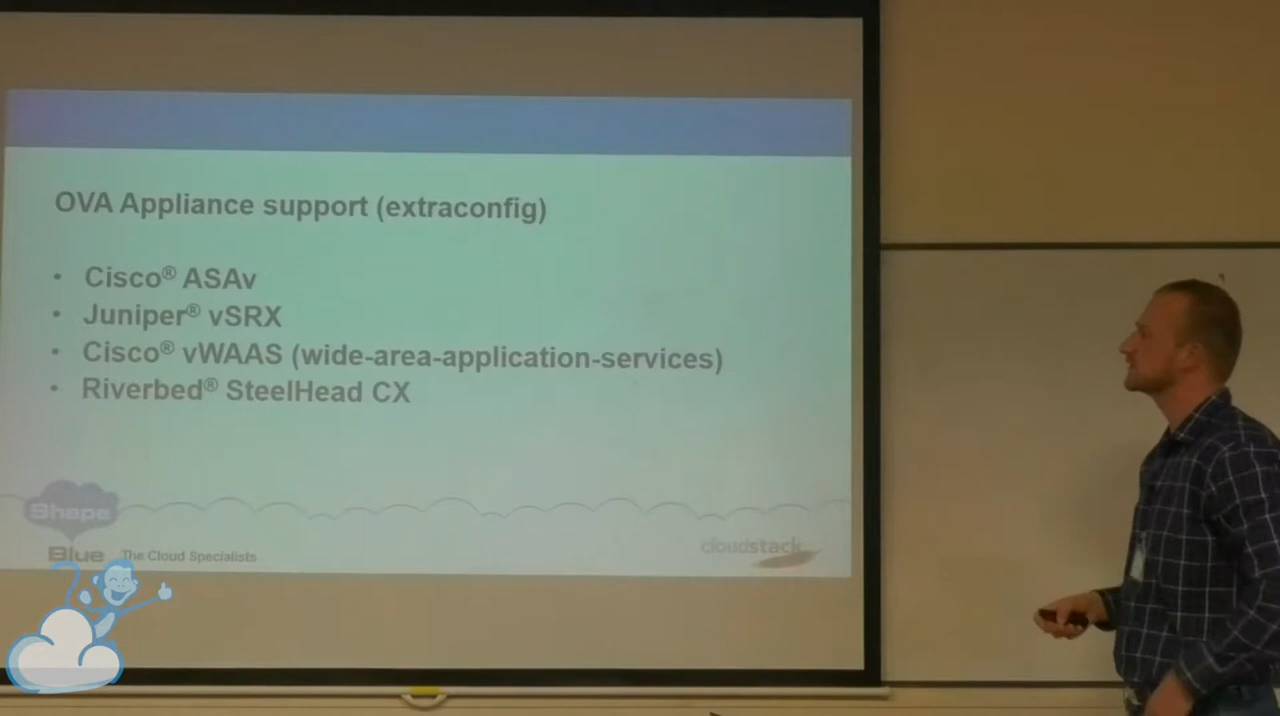 OVA Appliance support (extraconfig)
• Cisco® ASAv
• Juniper® vSRX
• Cisco® vWAAS (wide-area-application-services)
• Riverbed® SteelHead CX
Shape
Blue The Cloud Specialists
cloudstack